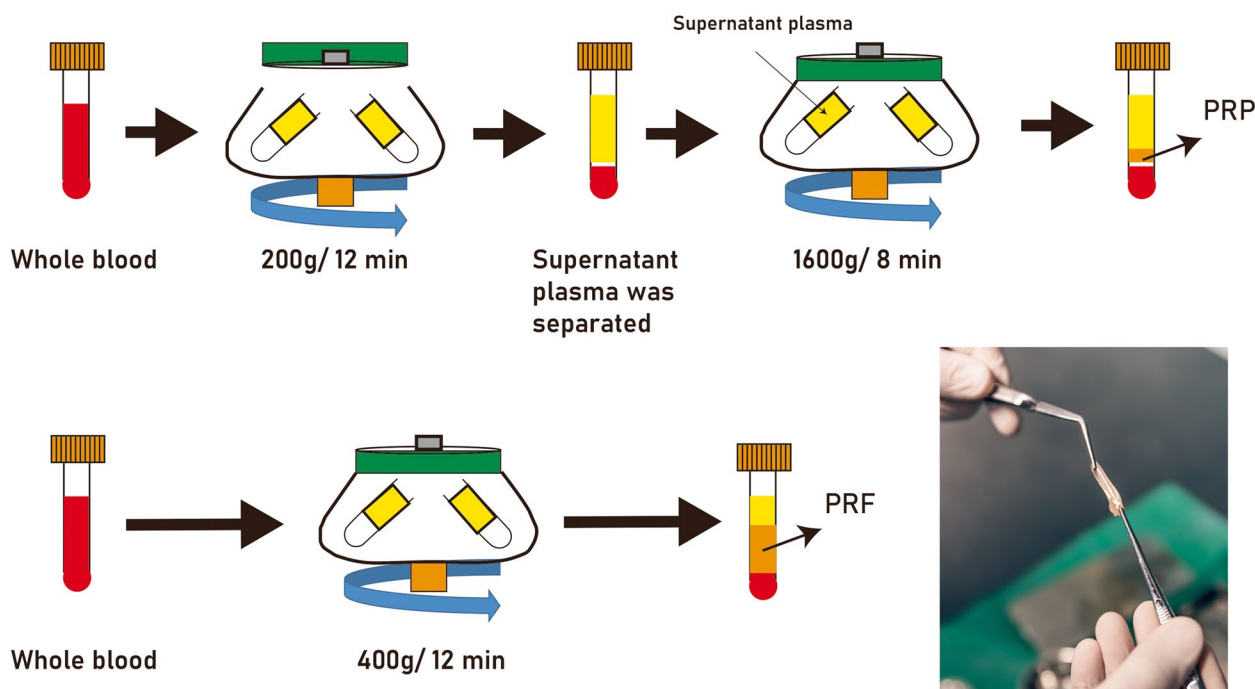 Supernatant plasma
PRP
Whole blood
200g/ 12 min
Supernatant
plasma was
separated
1600g/ 8 min
PRF
Whole blood
400g/ 12 min